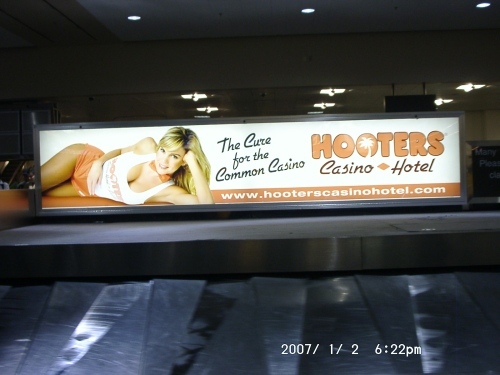 The Cure
for the
Common Casino
HOOTERS
Casino Hotel
www.hooterscasinohotel.com
2007/ 1/ 2 6:22pm